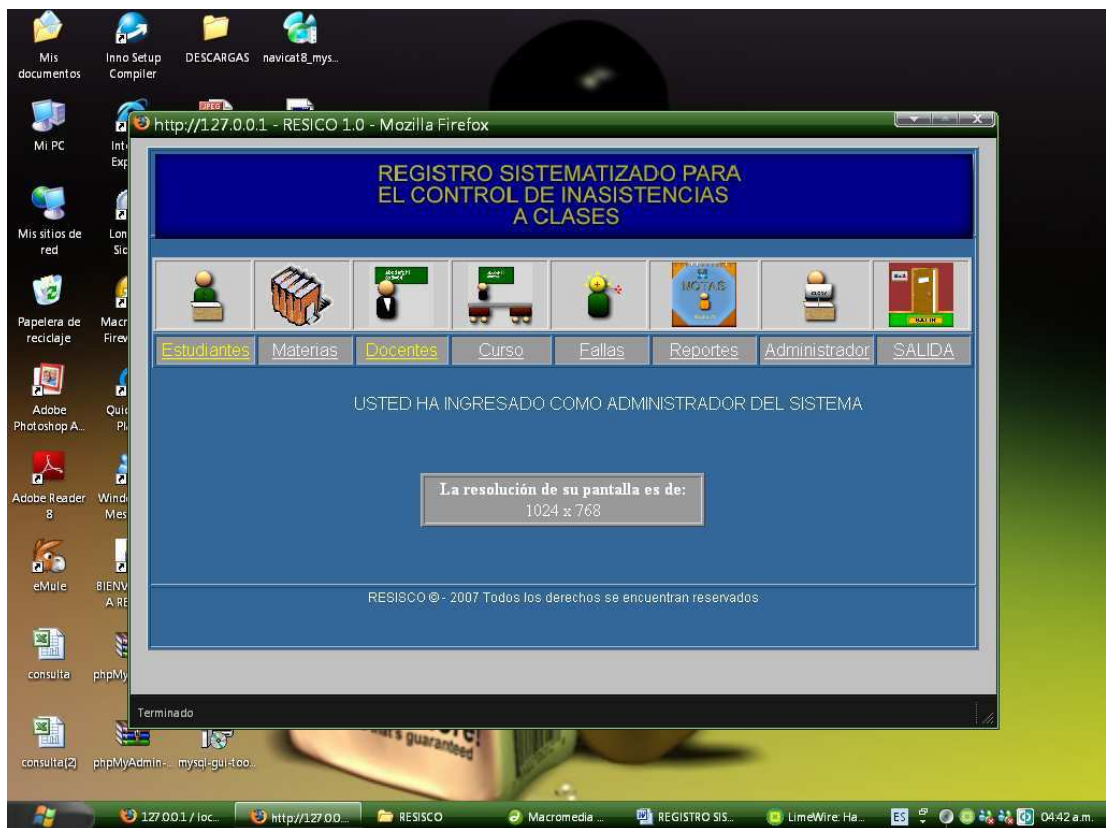 Mis documentos
Inno Setup Compiler
DESCARGAS
navicat8_mys...
Mi PC
Mis sitios de red
Papelera de reciclaje
Adobe Photoshop A...
Adobe Reader 8
eMule
consulta
phpMy
consulta(2)
phpMyAdmin-...
mysql-gui-too...
http://127.0.0.1 - RESICO 1.0 - Mozilla Firefox
REGISTRO SISTEMATIZADO PARA
EL CONTROL DE INASISTENCIAS
A CLASES
NOTAS
Estudiantes Materias Docentes Curso Fallas Reportes Administrador SALIDA
USTED HA INGRESADO COMO ADMINISTRADOR DEL SISTEMA
La resolución de su pantalla es de:
1024 x 768
RESISCO © - 2007 Todos los derechos se encuentran reservados
Terminado
guaranteed
127.0.0.1 / loc... http://127.0.0... RESISCO Macromedia ... REGISTRO SIS... LimeWire: Ha... ES 04:42 a.m.